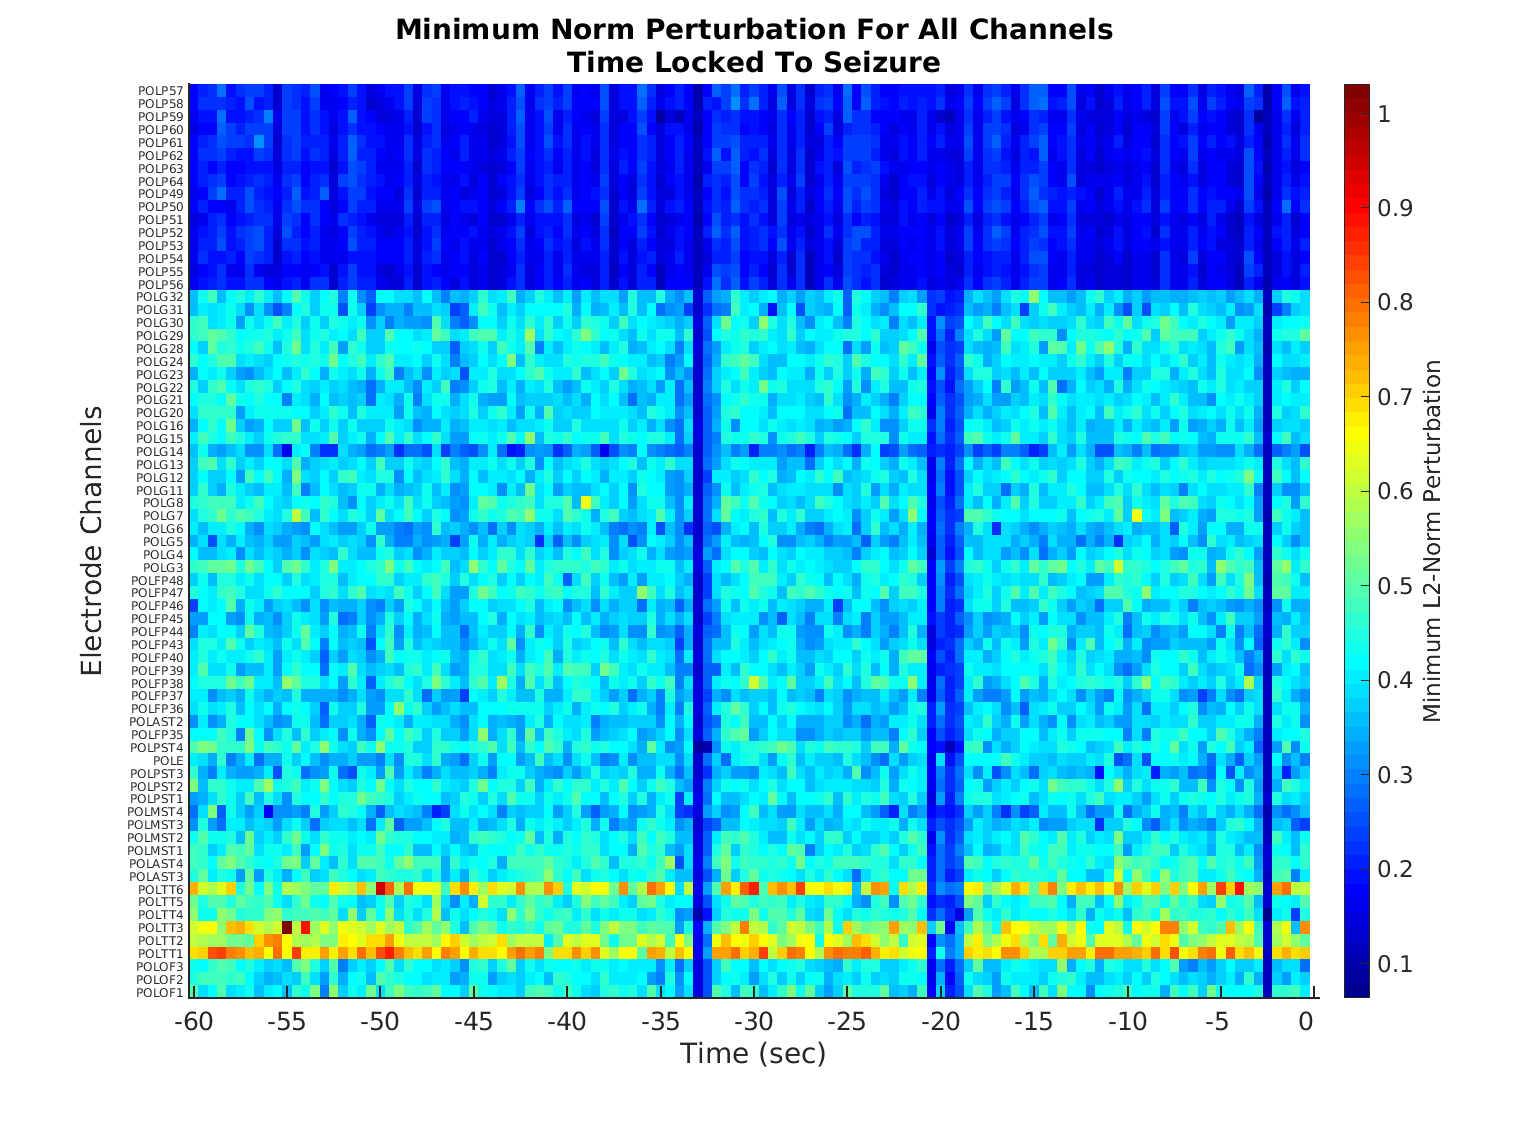 Minimum Norm Perturbation For All Channels
Time Locked To Seizure
Electrode Channels
POLP57
POLP58
POLP59
POLP60
POLP61
POLP62
POLP63
POLP64
POLP49
POLP50
POLP51
POLP52
POLP53
POLP54
POLP55
POLP56
POLG32
POLG31
POLG30
POLG29
POLG28
POLG24
POLG23
POLG22
POLG21
POLG20
POLG16
POLG15
POLG14
POLG13
POLG12
POLG11
POLG8
POLG7
POLG6
POLG5
POLG4
POLG3
POLFP48
POLFP47
POLFP46
POLFP45
POLFP44
POLFP43
POLFP40
POLFP39
POLFP38
POLFP37
POLFP36
POLAST2
POLFP35
POLPST4
POLE
POLPST3
POLPST2
POLPST1
POLMST4
POLMST3
POLMST2
POLMST1
POLAST4
POLAST3
POLTT6
POLTT5
POLTT4
POLTT3
POLTT2
POLTT1
POLOF3
POLOF2
POLOF1
-60 -55 -50 -45 -40 -35 -30 -25 -20 -15 -10 -5 0
Time (sec)
1
0.9
0.8
0.7
0.6
0.5
0.4
0.3
0.2
0.1
Minimum L2-Norm Perturbation